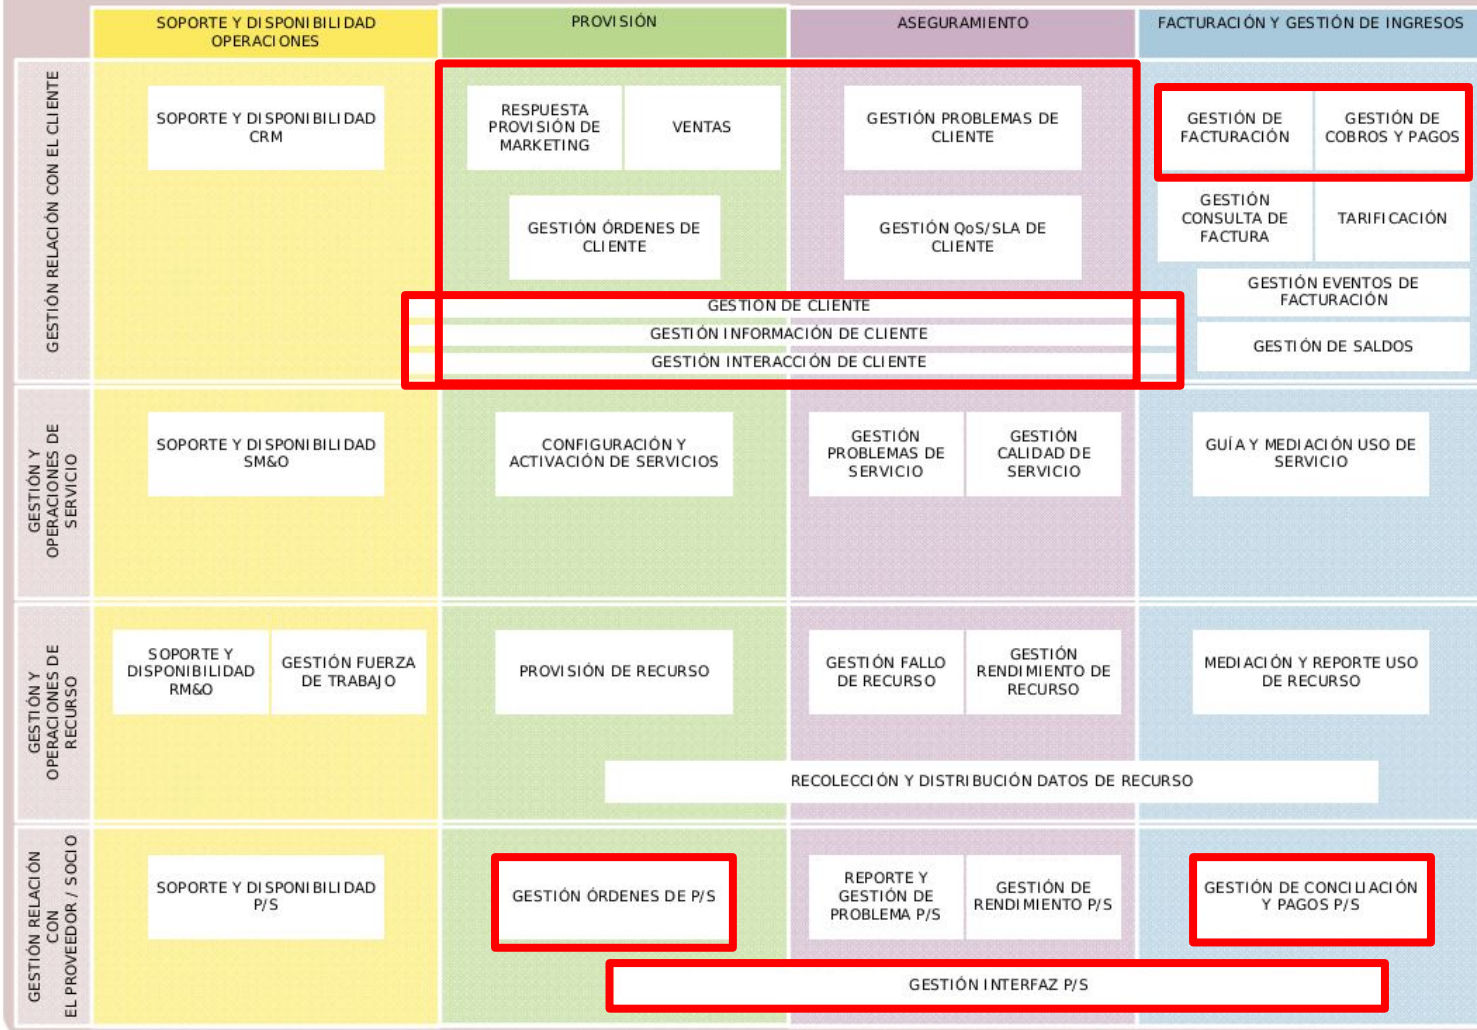 SOPORTE Y DISPONIBILIDAD
OPERACIONES
PROVISIÓN
ASEGURAMIENTO
FACTURACIÓN Y GESTIÓN DE INGRESOS
GESTIÓN RELACIÓN CON EL CLIENTE
SOPORTE Y DISPONIBILIDAD
CRM
RESPUESTA
PROVISIÓN DE
MARKETING
VENTAS
GESTIÓN PROBLEMAS DE
CLIENTE
GESTIÓN DE
FACTURACIÓN
GESTIÓN DE
COBROS Y PAGOS
GESTIÓN ÓRDENES DE
CLIENTE
GESTIÓN QoS/SLA DE
CLIENTE
GESTIÓN
CONSULTA DE
FACTURA
TARIFICACIÓN
GESTIÓN EVENTOS DE
FACTURACIÓN
GESTIÓN DE SALDOS
GESTIÓN DE CLIENTE
GESTIÓN INFORMACIÓN DE CLIENTE
GESTIÓN INTERACCIÓN DE CLIENTE
GESTIÓN Y
OPERACIONES DE
SERVICIO
SOPORTE Y DISPONIBILIDAD
SM&O
CONFIGURACIÓN Y
ACTIVACIÓN DE SERVICIOS
GESTIÓN
PROBLEMAS DE
SERVICIO
GESTIÓN
CALIDAD DE
SERVICIO
GUÍA Y MEDIACIÓN USO DE
SERVICIO
GESTIÓN Y
OPERACIONES DE
RECURSO
SOPORTE Y
DISPONIBILIDAD
RM&O
GESTIÓN FUERZA
DE TRABAJO
PROVISIÓN DE RECURSO
GESTIÓN FALLO
DE RECURSO
GESTIÓN
RENDIMIENTO DE
RECURSO
MEDIACIÓN Y REPORTE USO
DE RECURSO
RECOLECCIÓN Y DISTRIBUCIÓN DATOS DE RECURSO
GESTIÓN RELACIÓN
CON
EL PROVEEDOR / SOCIO
SOPORTE Y DISPONIBILIDAD
P/S
GESTIÓN ÓRDENES DE P/S
REPORTE Y
GESTIÓN DE
PROBLEMA P/S
GESTIÓN DE
RENDIMIENTO P/S
GESTIÓN DE CONCILIACIÓN
Y PAGOS P/S
GESTIÓN INTERFAZ P/S